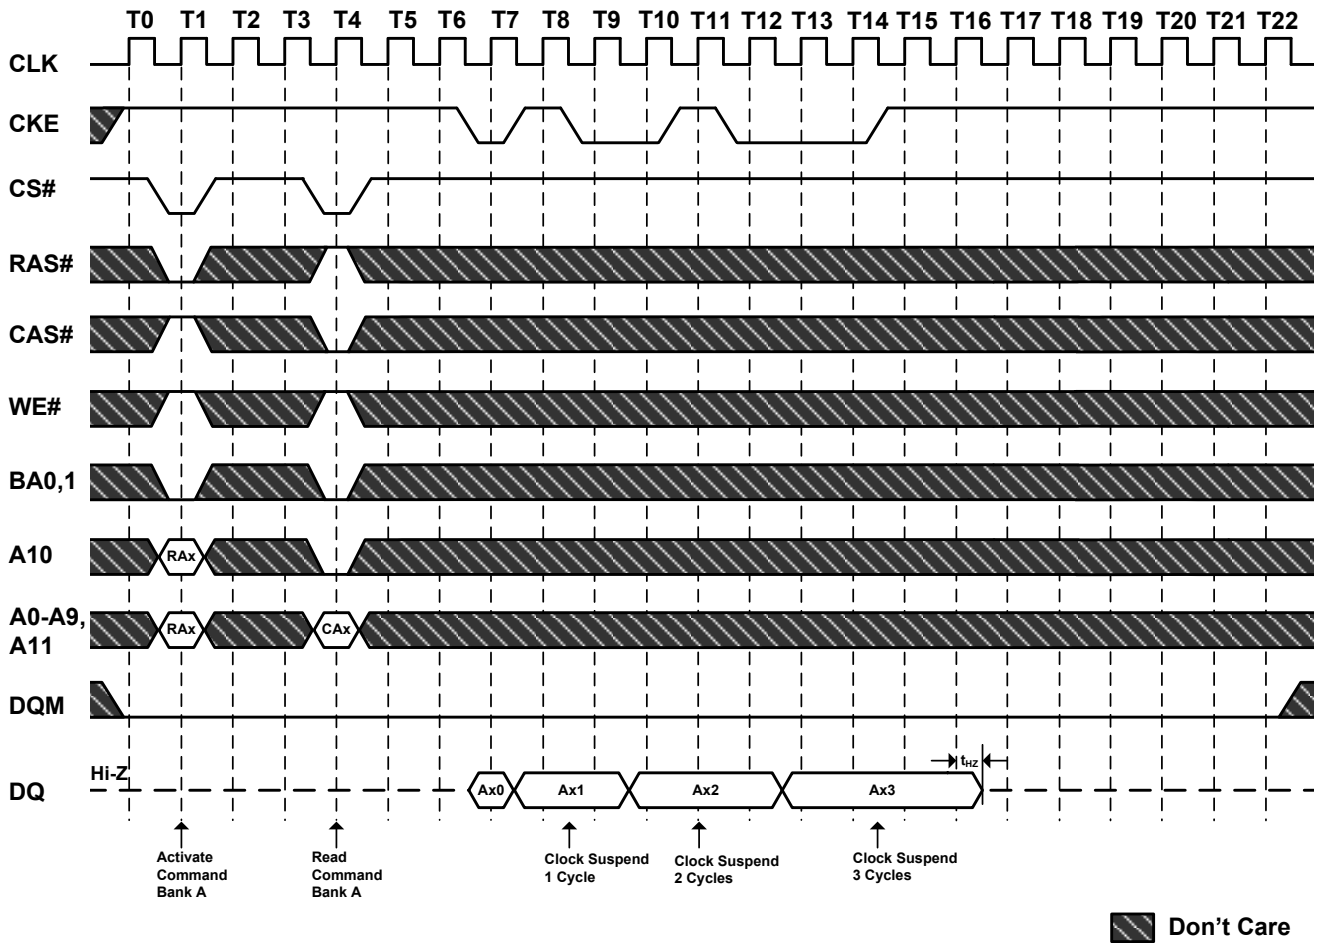 T0 T1 T2 T3 T4 T5 T6 T7 T8 T9 T10 T11 T12 T13 T14 T15 T16 T17 T18 T19 T20 T21 T22
CLK
CKE
CS#
RAS#
CAS#
WE#
BA0,1
A10
RAx
A0-A9,
A11
RAx
CAx
DQM
Hi-Z
tHZ
DQ
Ax0
Ax1
Ax2
Ax3
Activate
Command
Bank A
Read
Command
Bank A
Clock Suspend
1 Cycle
Clock Suspend
2 Cycles
Clock Suspend
3 Cycles
Don't Care